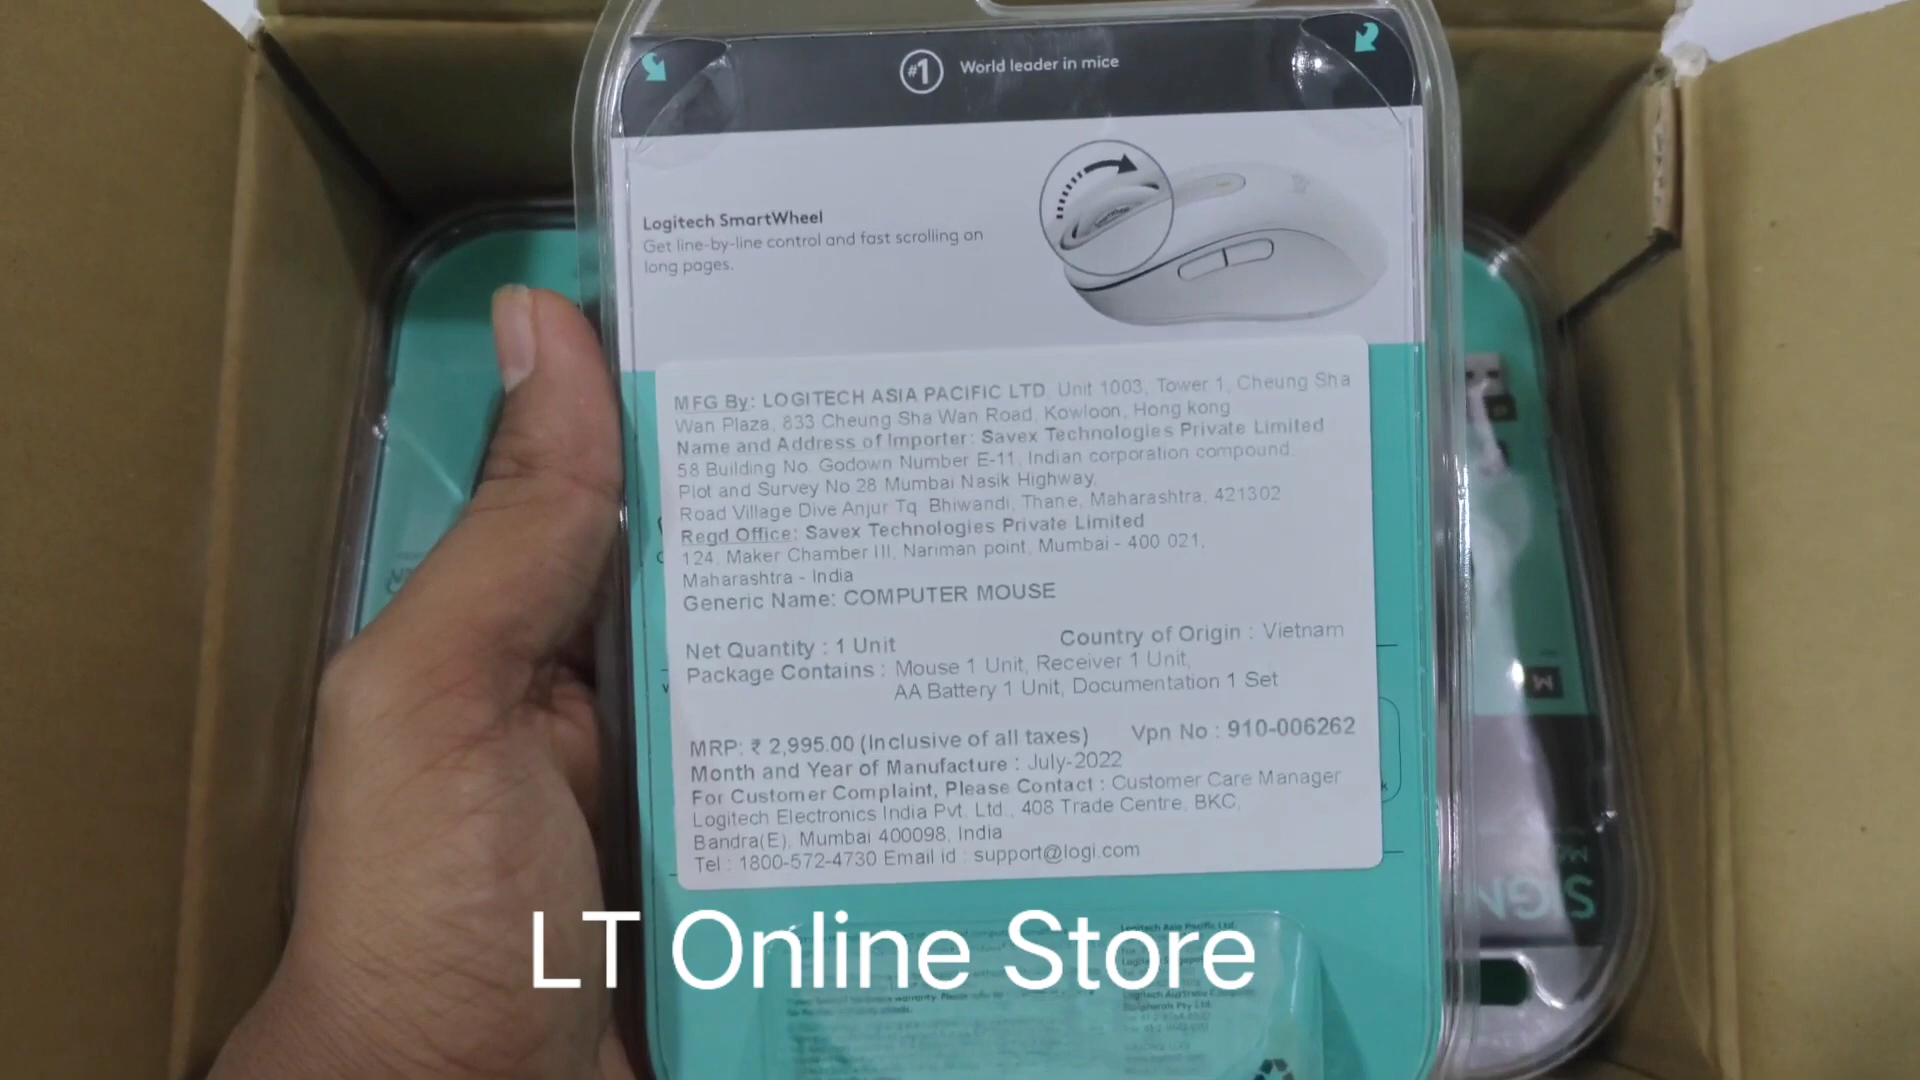 #1 World leader in mice
Logitech SmartWheel
Get line-by-line control and fast scrolling on
long pages.
MFG By: LOGITECH ASIA PACIFIC LTD, Unit 1003, Tower 1, Cheung Sha
Wan Plaza, 833 Cheung Sha Wan Road, Kowloon, Hong kong
Name and Address of Importer: Savex Technologies Private Limited
58 Building No. Godown Number E-11, Indian corporation compound,
Plot and Survey No 28 Mumbai Nasik Highway,
Road Village Dive Anjur Tq. Bhiwandi, Thane, Maharashtra, 421302
Regd Office: Savex Technologies Private Limited
124, Maker Chamber III, Nariman point, Mumbai - 400 021,
Maharashtra - India
Generic Name: COMPUTER MOUSE
Net Quantity : 1 Unit Country of Origin : Vietnam
Package Contains : Mouse 1 Unit, Receiver 1 Unit,
AA Battery 1 Unit, Documentation 1 Set
MRP: ₹ 2,995.00 (Inclusive of all taxes) Vpn No : 910-006262
Month and Year of Manufacture : July-2022
For Customer Complaint, Please Contact : Customer Care Manager
Logitech Electronics India Pvt. Ltd., 408 Trade Centre, BKC,
Bandra(E), Mumbai 400098, India
Tel : 1800-572-4730 Email id : support@logi.com
LT Online Store
Logitech Asia Pacific Ltd.